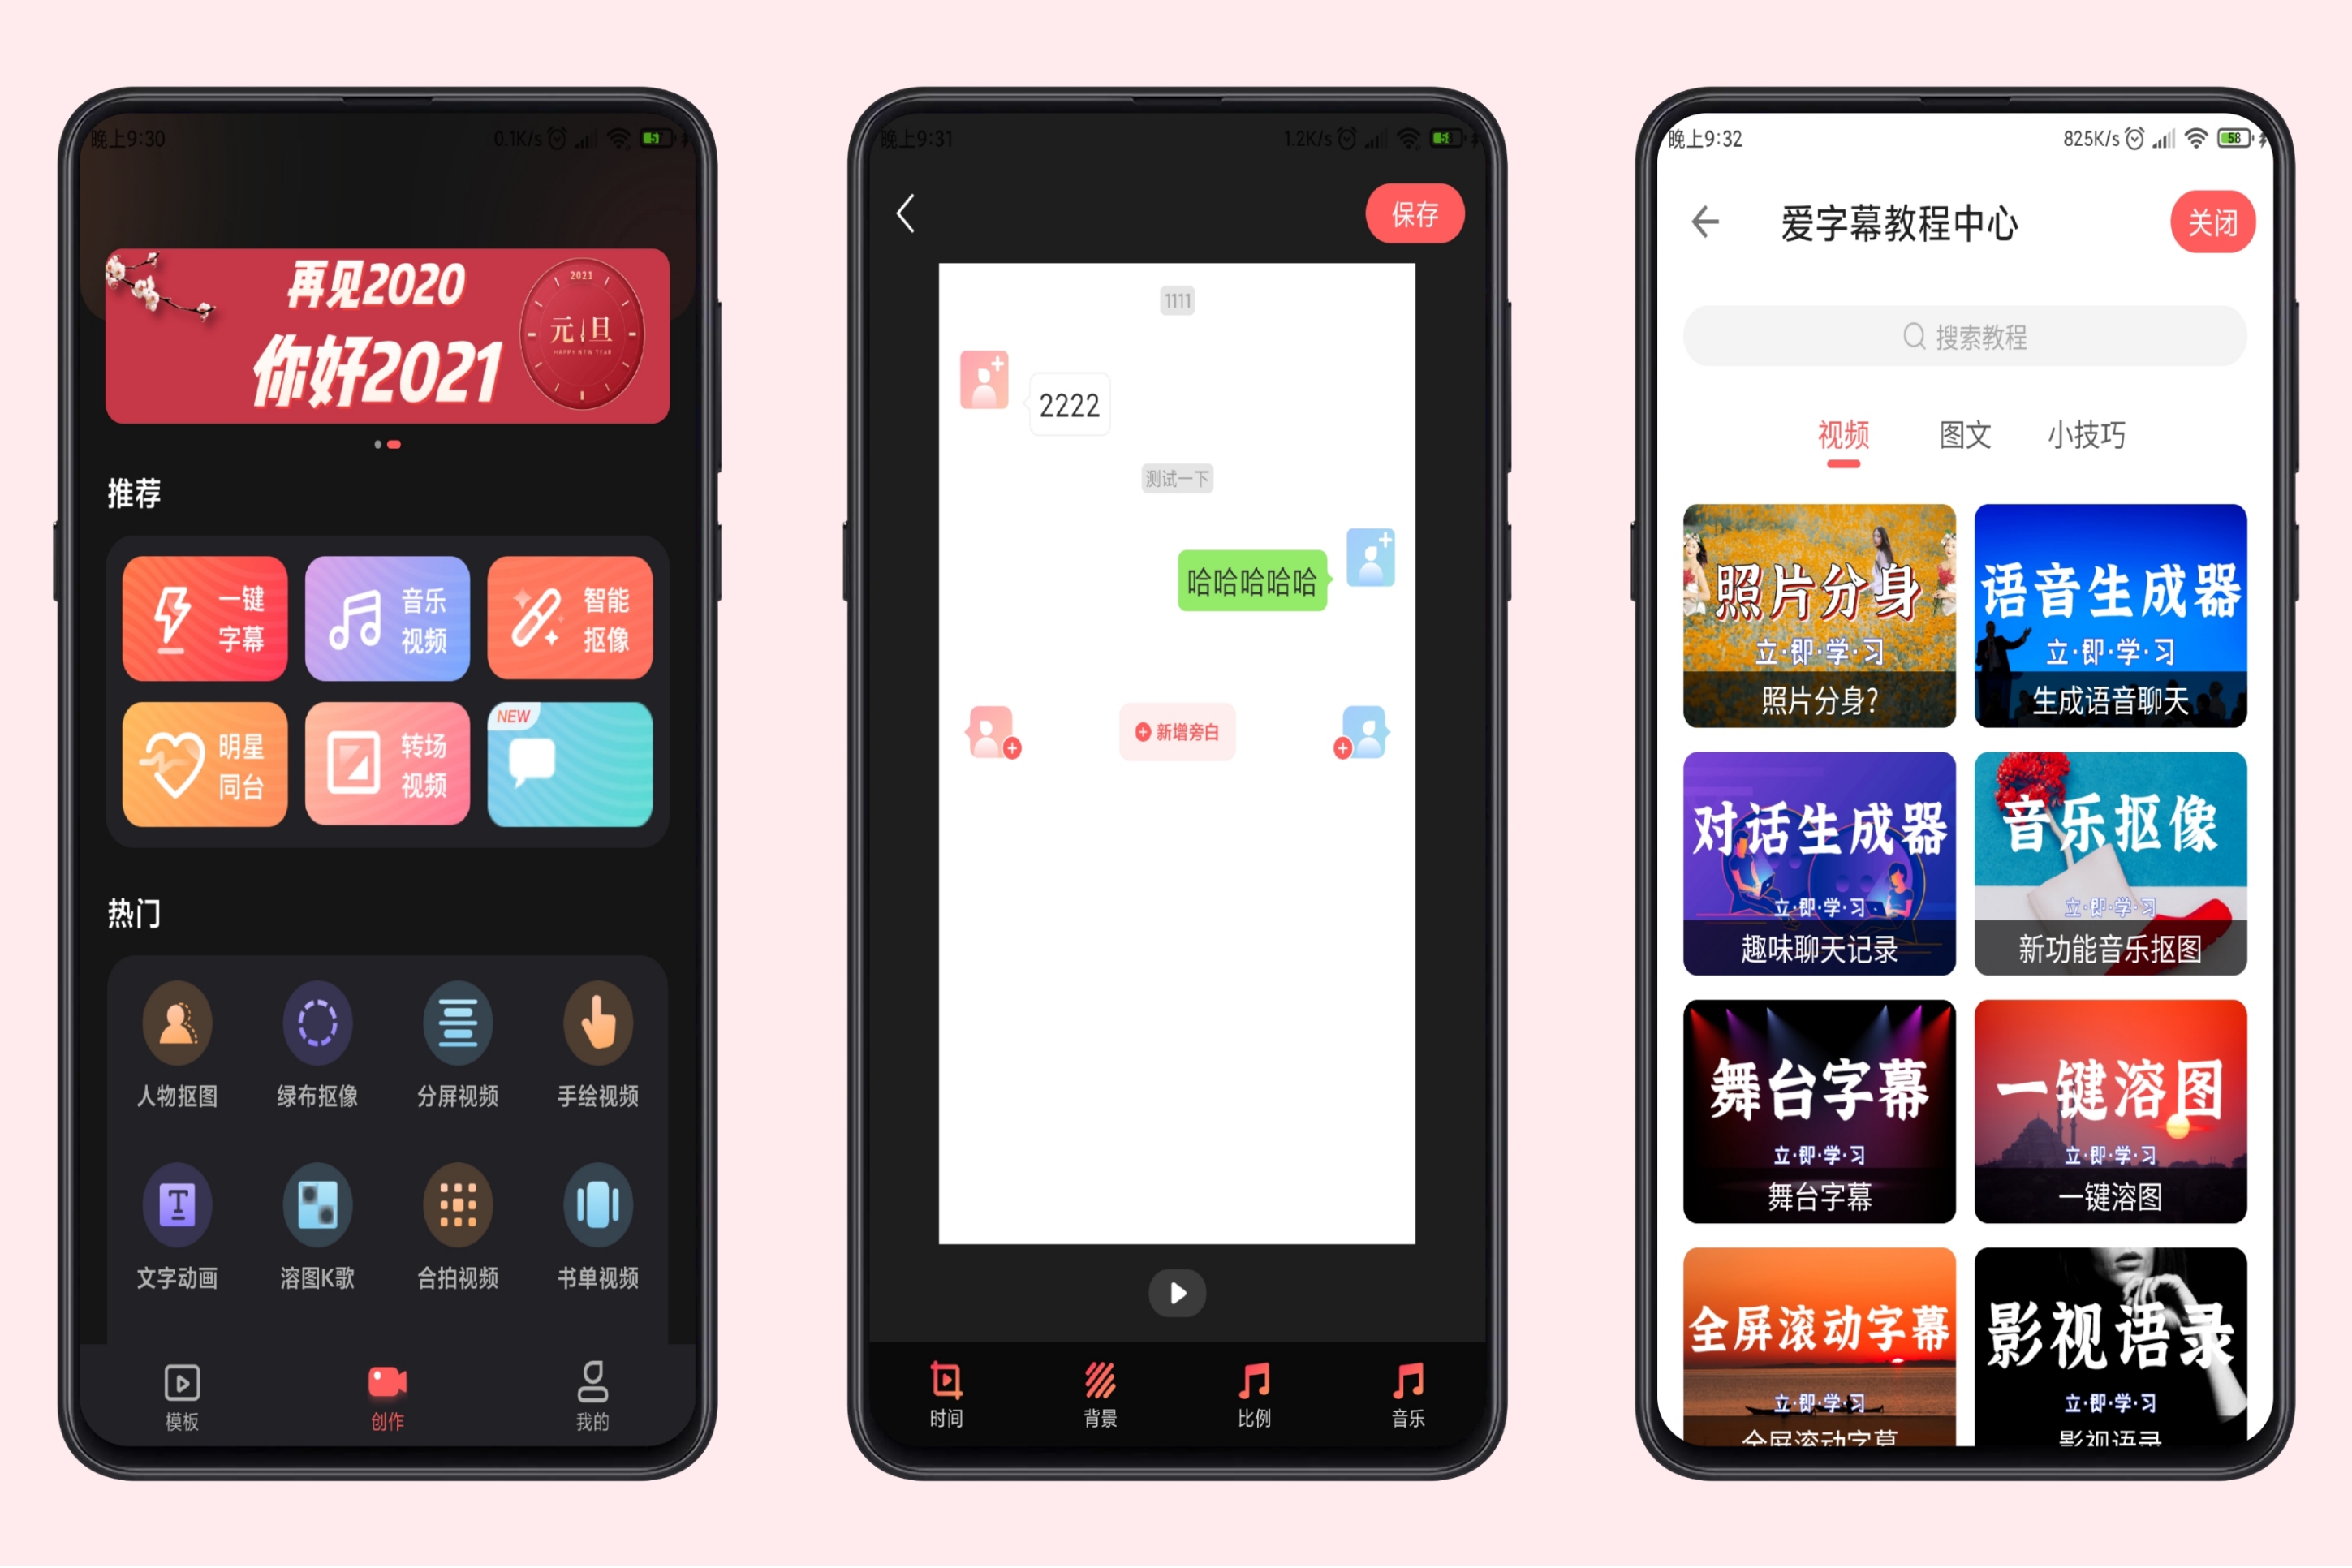 晚上9:30
0.1K/s
57
再见2020
你好2021
2021
元旦
HAPPY NEW YEAR
推荐
一键
字幕
音乐
视频
智能
抠像
明星
同台
转场
视频
NEW
热门
人物抠图
绿布抠像
分屏视频
手绘视频
文字动画
溶图K歌
合拍视频
书单视频
模板
创作
我的
晚上9:31
1.2K/s
58
保存
1111
2222
测试一下
哈哈哈哈哈
新增旁白
时间
背景
比例
音乐
晚上9:32
825K/s
58
爱字幕教程中心
关闭
搜索教程
视频
图文
小技巧
照片分身
立·即·学·习
照片分身?
语音生成器
立·即·学·习
生成语音聊天
对话生成器
立·即·学·习
趣味聊天记录
音乐抠像
立·即·学·习
新功能音乐抠图
舞台字幕
立·即·学·习
舞台字幕
一键溶图
立·即·学·习
一键溶图
全屏滚动字幕
立·即·学·习
全屏滚动字幕
影视语录
立·即·学·习
影视语录